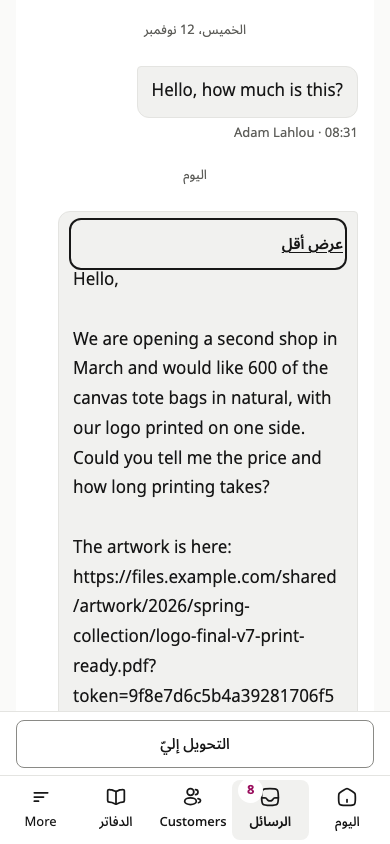 الخميس، 12 نوفمبر
Hello, how much is this?
Adam Lahlou · 08:31
اليوم
عرض أقل
Hello,
We are opening a second shop in
March and would like 600 of the
canvas tote bags in natural, with
our logo printed on one side.
Could you tell me the price and
how long printing takes?
The artwork is here:
https://files.example.com/shared
/artwork/2026/spring-
collection/logo-final-v7-print-
ready.pdf?
token=9f8e7d6c5b4a39281706f5
التحويل إليّ
اليوم
8
الرسائل
Customers
الدفاتر
More